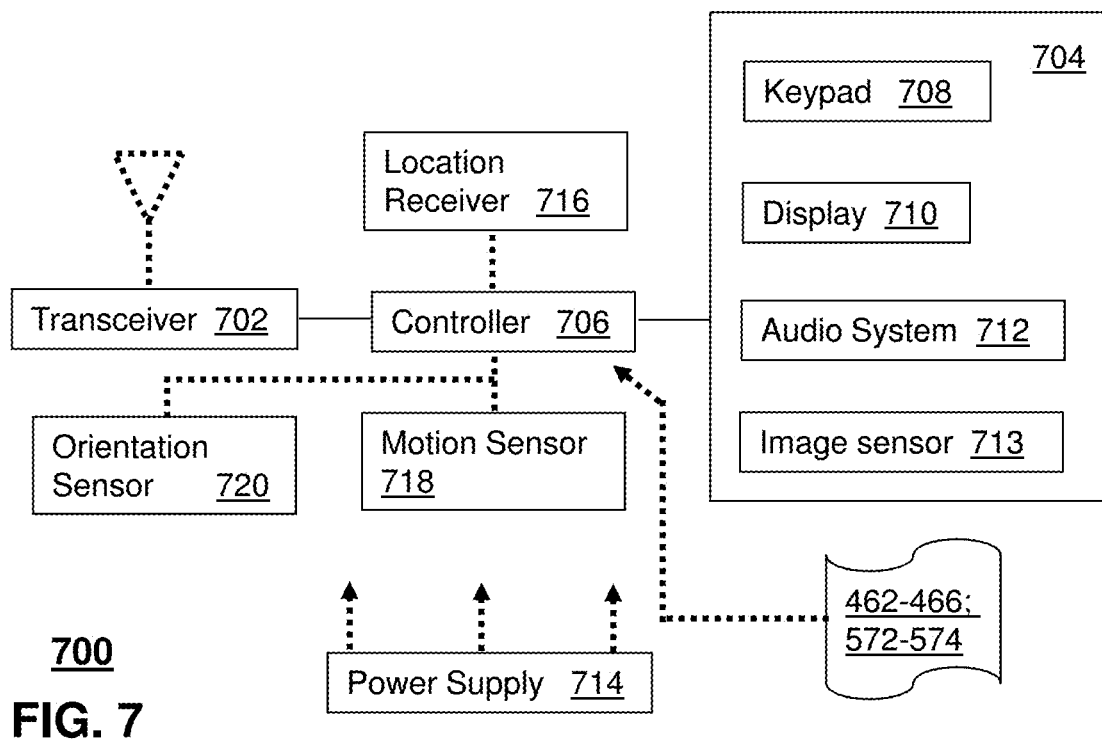 704
Keypad 708
Location
Receiver 716
Display 710
Transceiver 702
Controller 706
Audio System 712
Orientation
Sensor 720
Motion Sensor
718
Image sensor 713
462-466;
572-574
700
Power Supply 714
FIG. 7